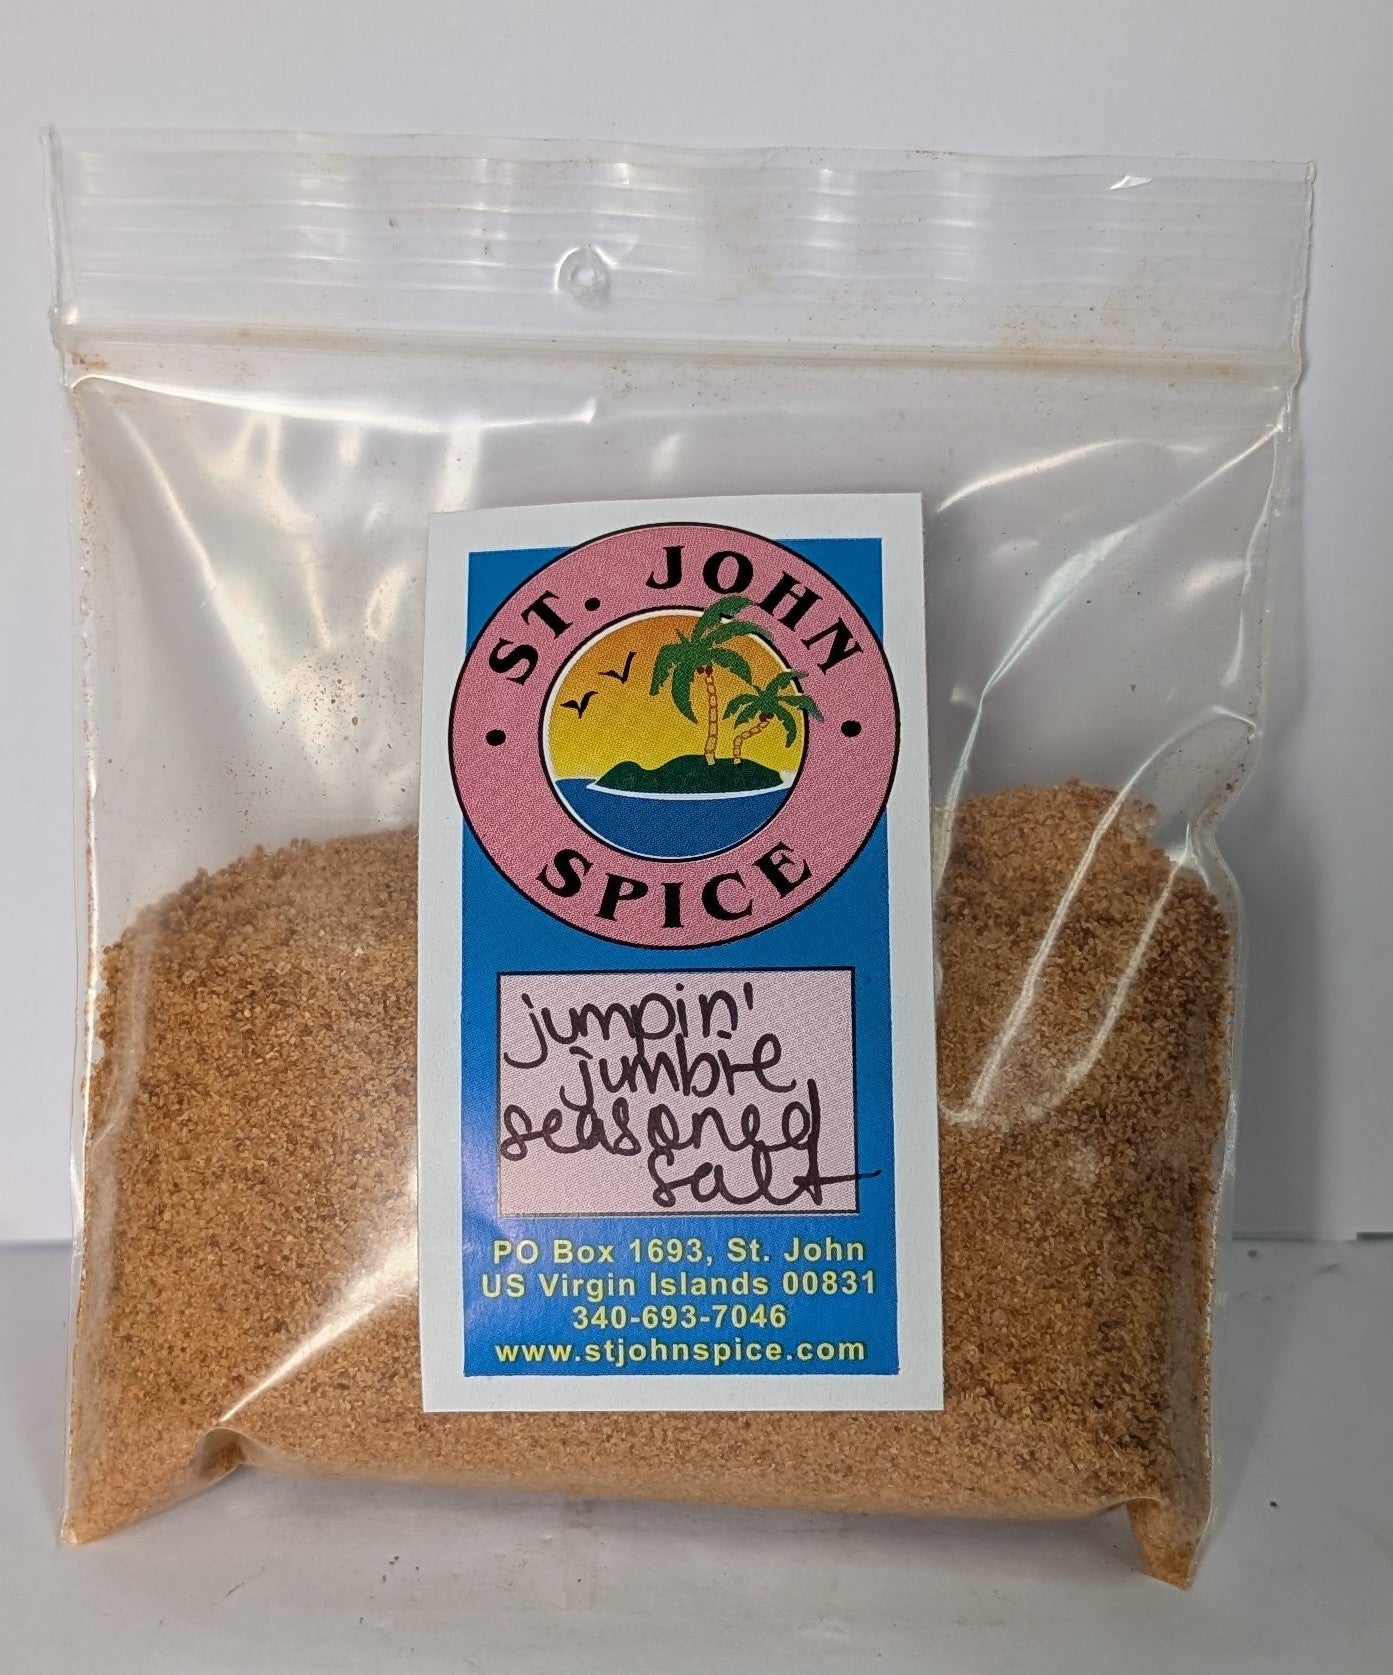 ST. JOHN
SPICE
jumpin'
jumbie
seasoned
salt
PO Box 1693, St. John
US Virgin Islands 00831
340-693-7046
www.stjohnspice.com